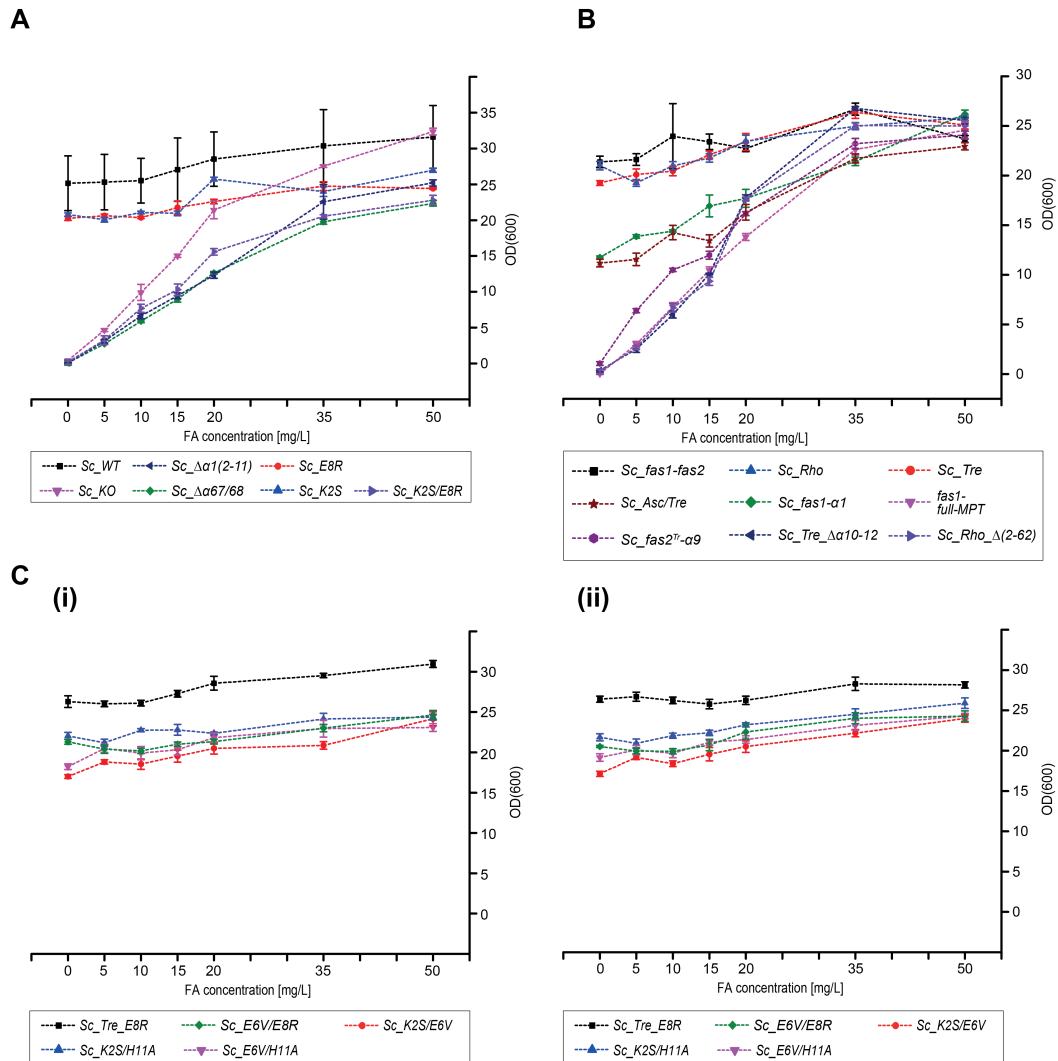 A
35
30
25
20
15
10
5
0
OD(600)
0 5 10 15 20 35 50
FA concentration [mg/L]
Sc_WT Sc_Δα1(2-11) Sc_E8R
Sc_KO Sc_Δα67/68 Sc_K2S Sc_K2S/E8R
B
30
25
20
15
10
5
0
OD(600)
0 5 10 15 20 35 50
FA concentration [mg/L]
Sc_fas1-fas2 Sc_Rho Sc_Tre
Sc_Asc/Tre Sc_fas1-α1 fas1-
full-MPT
Sc_fas2Tr-α9 Sc_Tre_Δα10-12 Sc_Rho_Δ(2-62)
C
(i)
30
25
20
15
10
5
0
OD(600)
0 5 10 15 20 35 50
FA concentration [mg/L]
Sc_Tre_E8R Sc_E6V/E8R Sc_K2S/E6V
Sc_K2S/H11A Sc_E6V/H11A
(ii)
30
25
20
15
10
5
0
OD(600)
0 5 10 15 20 35 50
FA concentration [mg/L]
Sc_Tre_E8R Sc_E6V/E8R Sc_K2S/E6V
Sc_K2S/H11A Sc_E6V/H11A